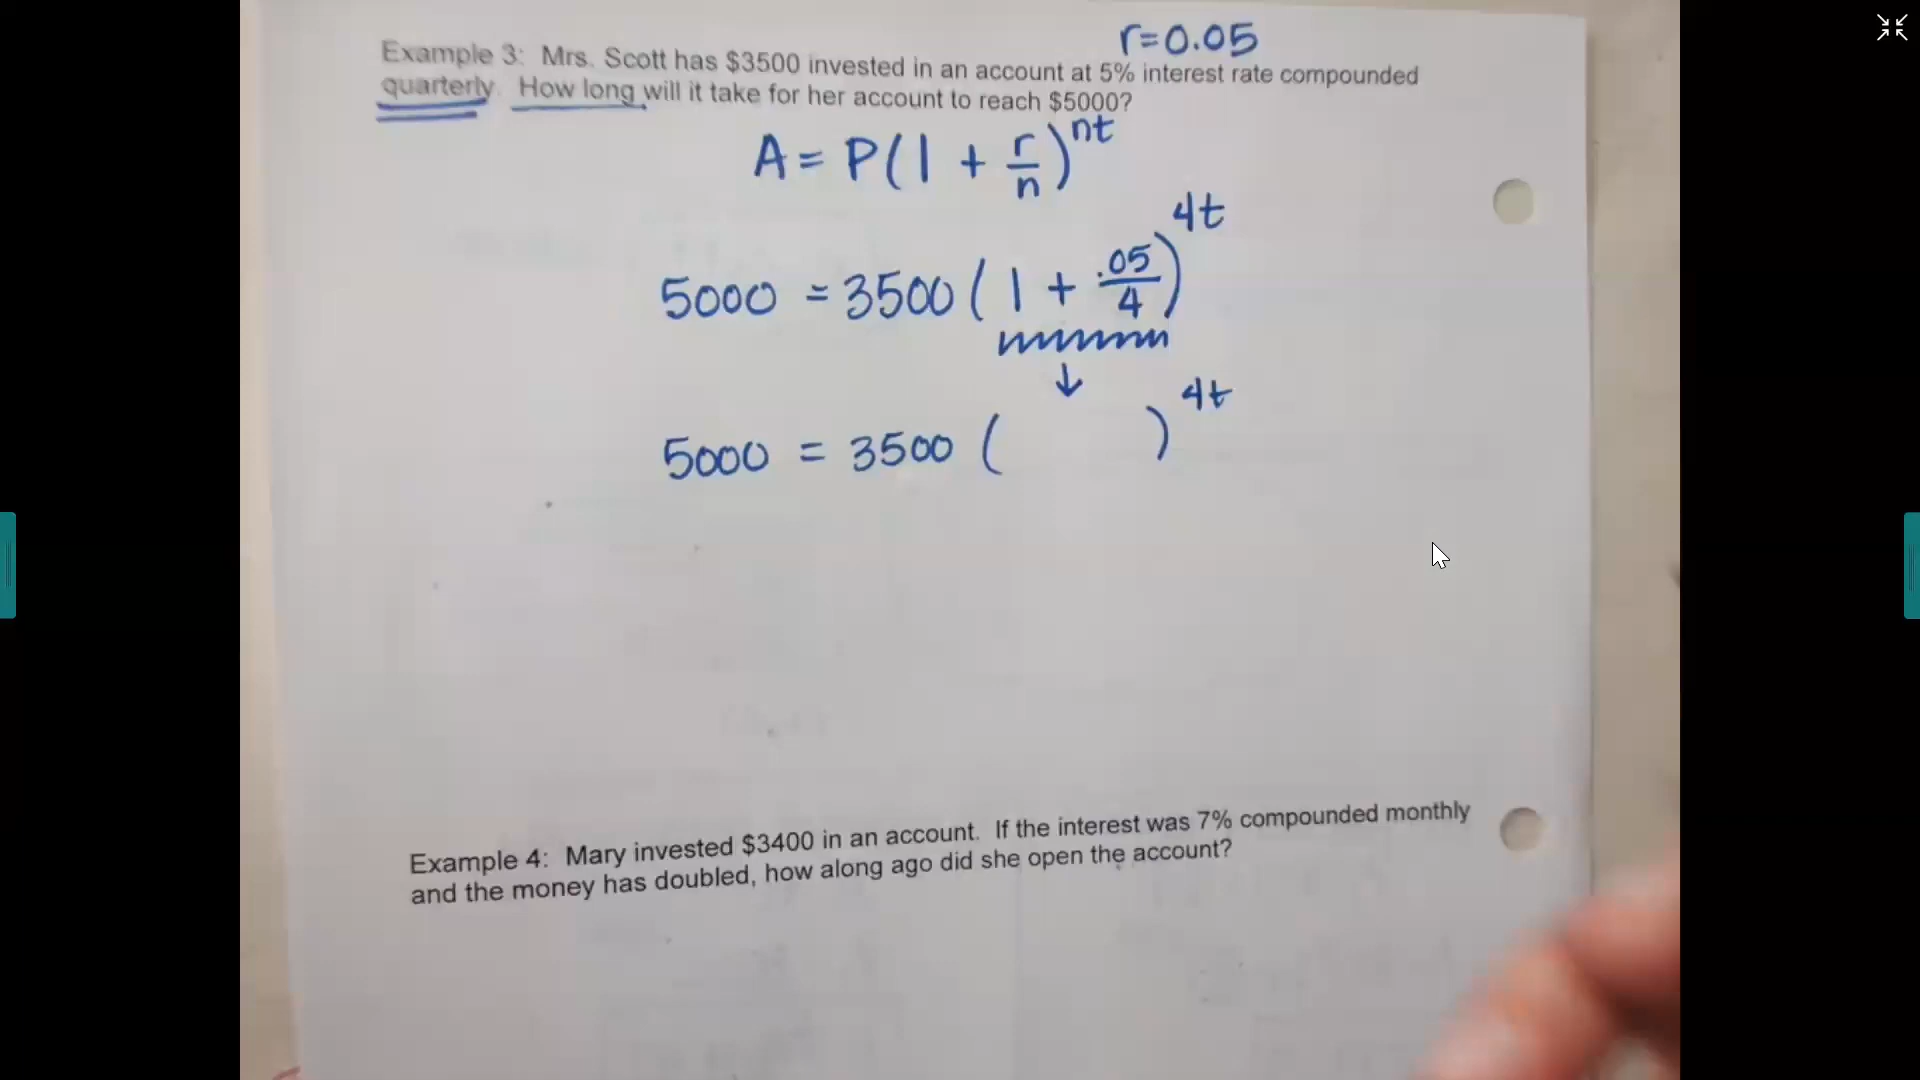 r=0.05
Example 3: Mrs. Scott has $3500 invested in an account at 5% interest rate compounded
quarterly. How long will it take for her account to reach $5000?
A = P(1 + r/n)^nt
5000 = 3500(1 + .05/4)^4t
↓
5000 = 3500 (      )^4t
Example 4: Mary invested $3400 in an account. If the interest was 7% compounded monthly
and the money has doubled, how along ago did she open the account?